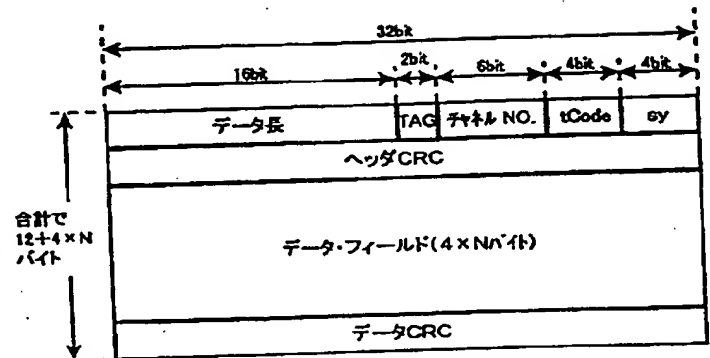 32bit
16bit
2bit
6bit
4bit
4bit
データ長
TAG
チャネル NO.
tCode
sy
ヘッダCRC
合計で
12+4×N
バイト
データ・フィールド(4×Nバイト)
データCRC